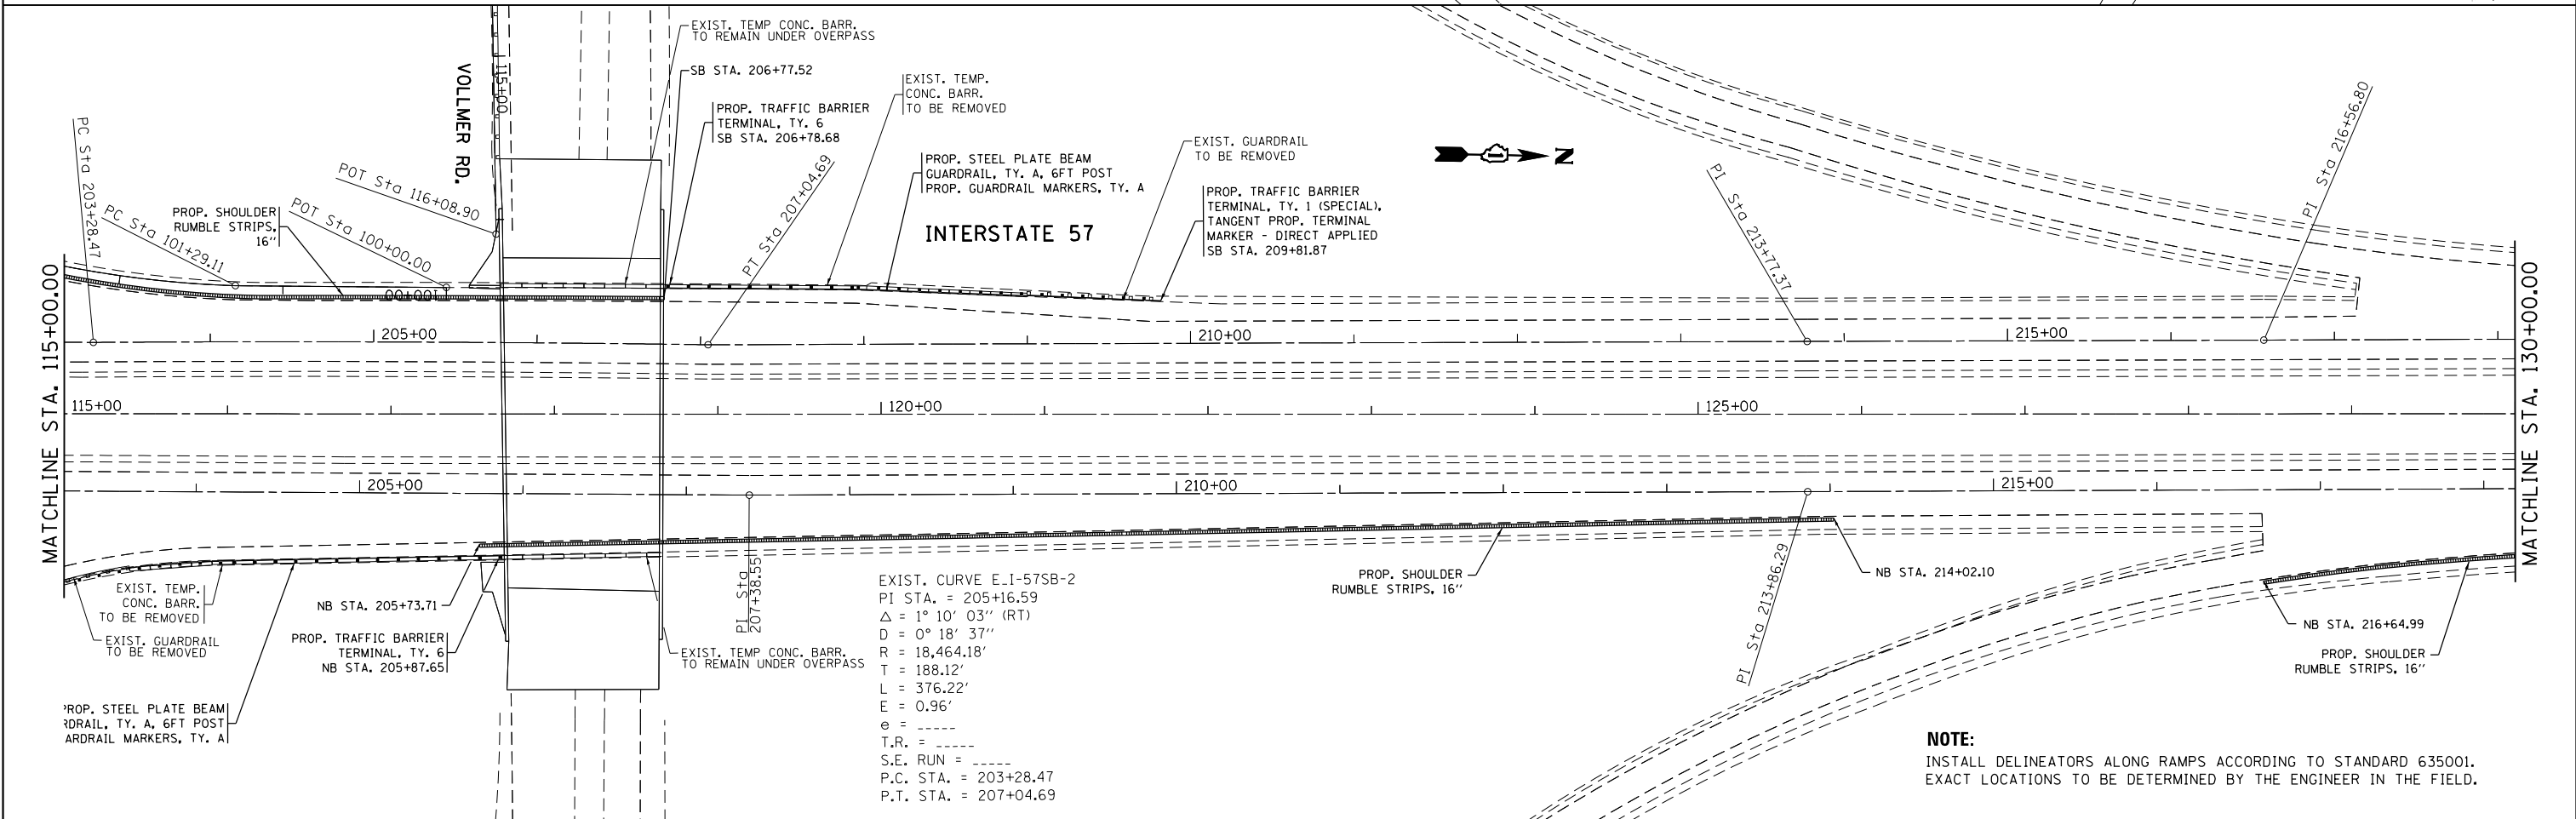 EXIST. TEMP CONC. BARR.
TO REMAIN UNDER OVERPASS
SB STA. 206+77.52
VOLLMER RD.
115+00
EXIST. TEMP.
CONC. BARR.
TO BE REMOVED
PROP. TRAFFIC BARRIER
TERMINAL, TY. 6
SB STA. 206+78.68
EXIST. GUARDRAIL
TO BE REMOVED
N
PROP. STEEL PLATE BEAM
GUARDRAIL, TY. A, 6FT POST
PROP. GUARDRAIL MARKERS, TY. A
PROP. TRAFFIC BARRIER
TERMINAL, TY. 1 (SPECIAL),
TANGENT PROP. TERMINAL
MARKER - DIRECT APPLIED
SB STA. 209+81.87
INTERSTATE 57
PC Sta 203+28.47
PC Sta 101+29.11
PROP. SHOULDER
RUMBLE STRIPS,
16"
POT Sta 116+08.90
POT Sta 100+00.00
100+00
PT Sta 207+04.69
PI Sta 213+77.37
PI Sta 216+56.80
MATCHLINE STA. 115+00.00
MATCHLINE STA. 130+00.00
205+00
210+00
215+00
115+00
120+00
125+00
205+00
210+00
215+00
EXIST. TEMP.
CONC. BARR.
TO BE REMOVED
EXIST. GUARDRAIL
TO BE REMOVED
NB STA. 205+73.71
PROP. TRAFFIC BARRIER
TERMINAL, TY. 6
NB STA. 205+87.65
PROP. STEEL PLATE BEAM
RDRAIL, TY. A, 6FT POST
ARDRAIL MARKERS, TY. A
EXIST. TEMP CONC. BARR.
TO REMAIN UNDER OVERPASS
PI Sta
207+38.55
EXIST. CURVE E_I-57SB-2
PI STA. = 205+16.59
△ = 1° 10' 03" (RT)
D = 0° 18' 37"
R = 18,464.18'
T = 188.12'
L = 376.22'
E = 0.96'
e = _____
T.R. = _____
S.E. RUN = _____
P.C. STA. = 203+28.47
P.T. STA. = 207+04.69
PROP. SHOULDER
RUMBLE STRIPS, 16"
PI Sta 213+86.29
NB STA. 214+02.10
NB STA. 216+64.99
PROP. SHOULDER
RUMBLE STRIPS, 16"
NOTE:
INSTALL DELINEATORS ALONG RAMPS ACCORDING TO STANDARD 635001.
EXACT LOCATIONS TO BE DETERMINED BY THE ENGINEER IN THE FIELD.